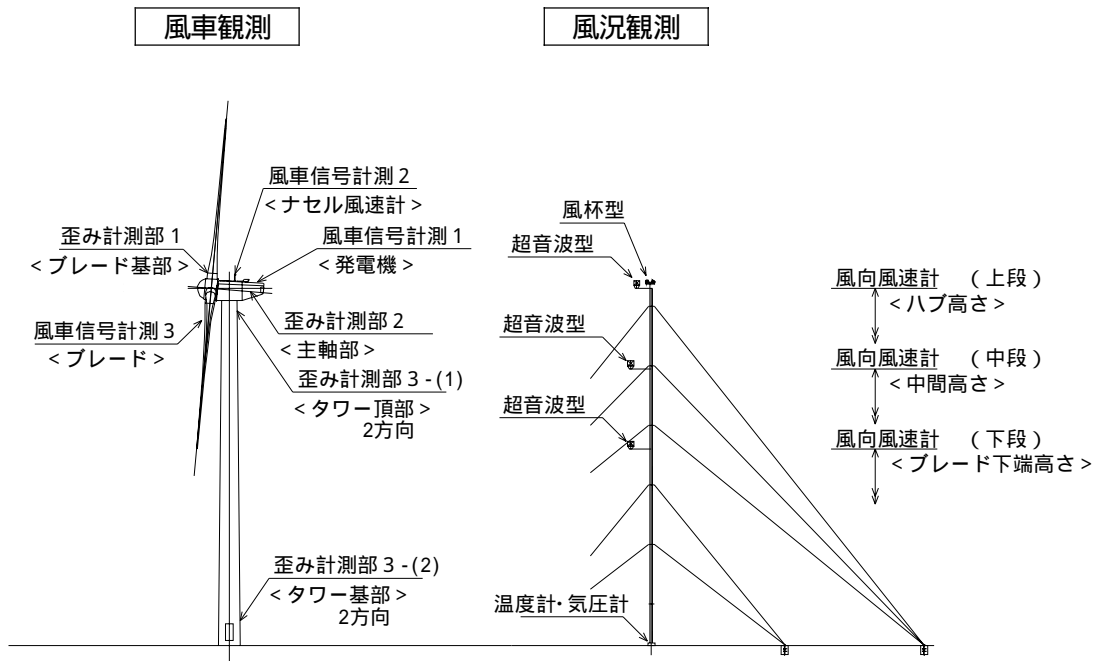 風車観測
風況観測
風車信号計測 2
< ナセル風速計 >
歪み計測部 1
< ブレード基部 >
風車信号計測 1
< 発電機 >
風車信号計測 3
< ブレード >
歪み計測部 2
< 主軸部 >
歪み計測部 3 - (1)
< タワー頂部 >
2方向
歪み計測部 3 - (2)
< タワー基部 >
2方向
風杯型
超音波型
超音波型
超音波型
温度計・気圧計
風向風速計 （上段）
< ハブ高さ >
風向風速計 （中段）
< 中間高さ >
風向風速計 （下段）
< ブレード下端高さ >